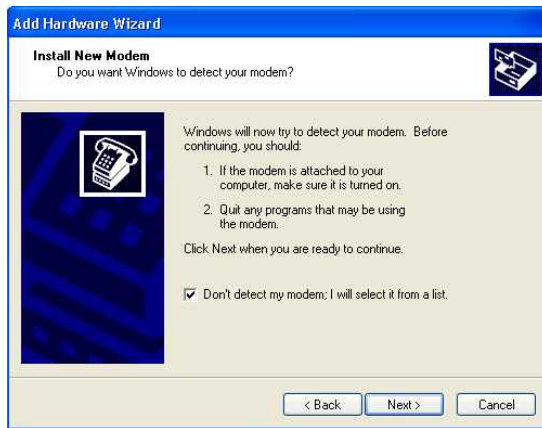 Add Hardware Wizard
Install New Modem
Do you want Windows to detect your modem?
Windows will now try to detect your modem. Before
continuing, you should:
1. If the modem is attached to your
computer, make sure it is turned on.
2. Quit any programs that may be using
the modem.
Click Next when you are ready to continue.
Don't detect my modem; I will select it from a list.
< Back Next > Cancel